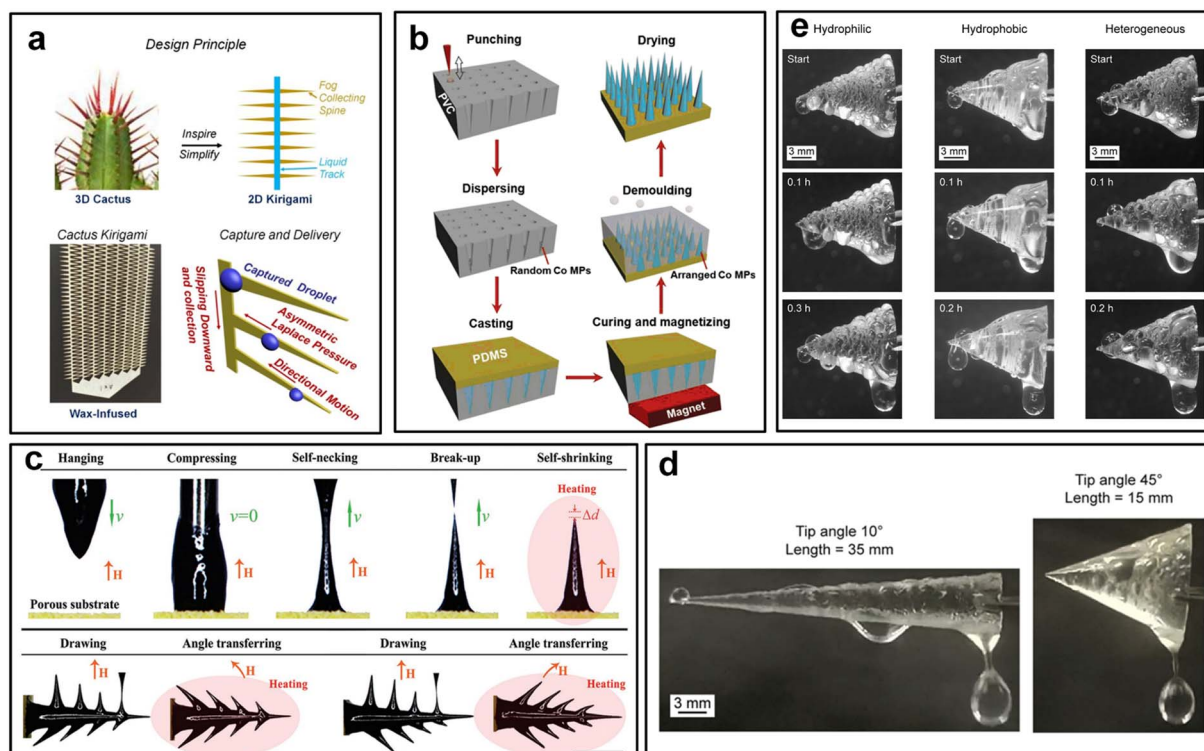 a
Design Principle
Fog
Collecting
Spine
Inspire
Simplify
Liquid
Track
3D Cactus
2D Kirigami
Cactus Kirigami
Capture and Delivery
Slipping Downward
and collection
Captured Droplet
Asymmetric
Laplace Pressure
Directional Motion
Wax-Infused
b
Punching
PVC
Dispersing
Random Co MPs
Casting
PDMS
Drying
Demoulding
Arranged Co MPs
Curing and magnetizing
Magnet
e
Hydrophilic
Hydrophobic
Heterogeneous
Start
Start
Start
3 mm
3 mm
3 mm
0.1 h
0.1 h
0.1 h
0.3 h
0.2 h
0.2 h
c
Hanging
Compressing
Self-necking
Break-up
Self-shrinking
Heating
v
v=0
v
v
Δd
H
H
H
H
H
Porous substrate
Drawing
Angle transferring
Drawing
Angle transferring
H
H
H
H
Heating
Heating
d
Tip angle 10°
Length = 35 mm
3 mm
Tip angle 45°
Length = 15 mm